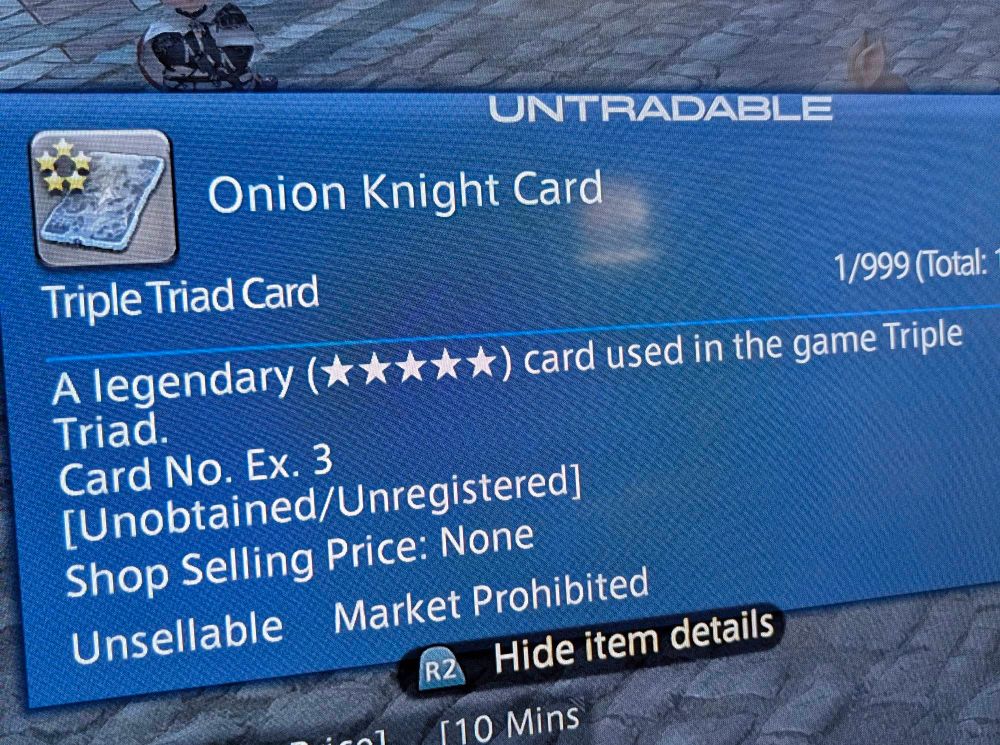 UNTRADABLE
Onion Knight Card
1/999 (Total: 1
Triple Triad Card
A legendary (★★★★★) card used in the game Triple
Triad.
Card No. Ex. 3
[Unobtained/Unregistered]
Shop Selling Price: None
Unsellable Market Prohibited
R2 Hide item details
[10 Mins